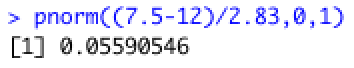 > pnorm((7.5-12)/2.83,0,1)
[1] 0.05590546